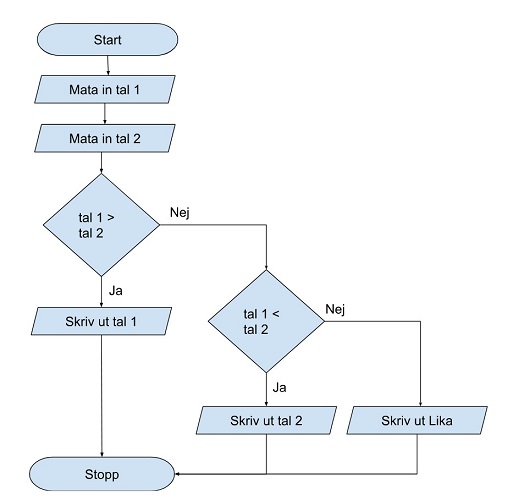 Start
Mata in tal 1
Mata in tal 2
tal 1 >
tal 2
Nej
Ja
Skriv ut tal 1
tal 1 <
tal 2
Nej
Ja
Skriv ut tal 2
Skriv ut Lika
Stopp